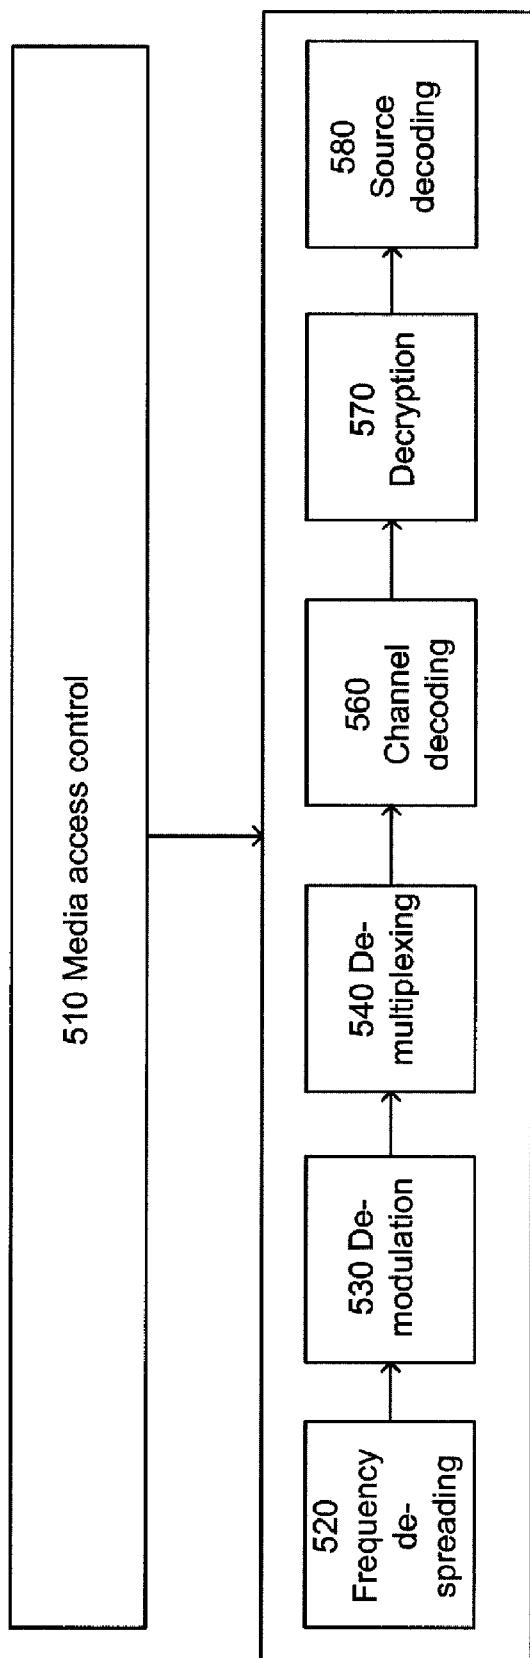 510 Media access control
520
Frequency
de-
spreading
530 De-
modulation
540 De-
multiplexing
560
Channel
decoding
570
Decryption
580
Source
decoding